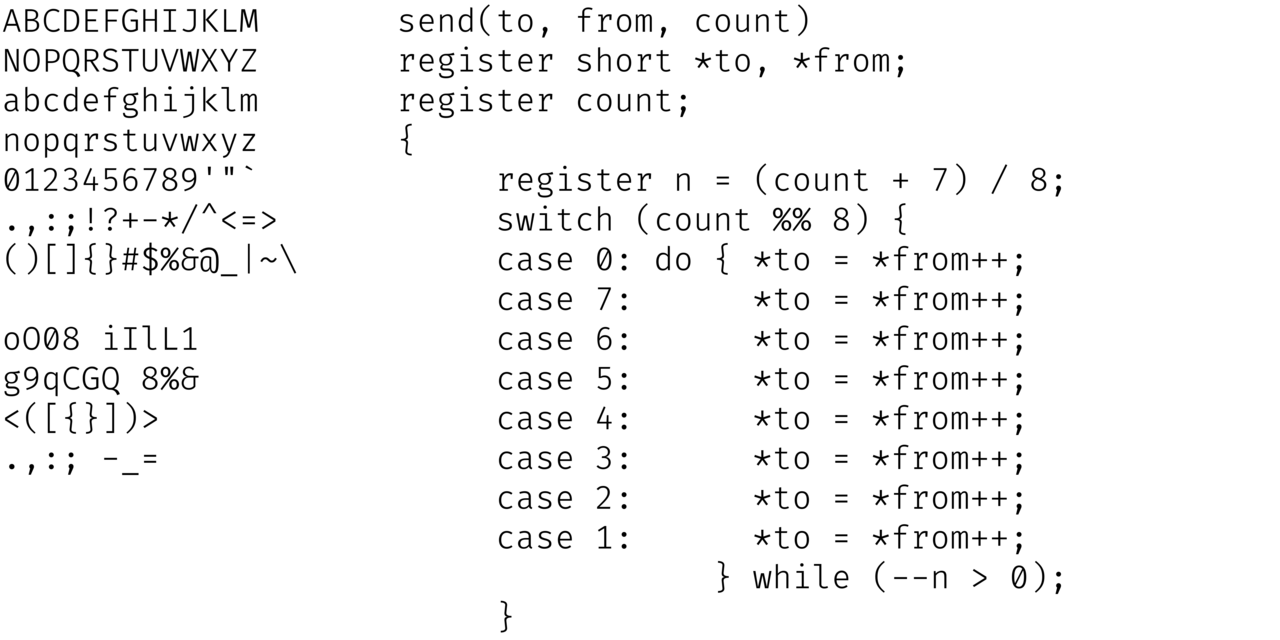 ABCDEFGHIJKLM
NOPQRSTUVWXYZ
abcdefghijklm
nopqrstuvwxyz
0123456789'"`
.,:;!?+-*/^<=>
()[]{}#$%&@_|~\
oO08 iIlL1
g9qCGQ 8%&
<([{}])>
.,:; -_=
send(to, from, count)
register short *to, *from;
register count;
{
     register n = (count + 7) / 8;
     switch (count %% 8) {
     case 0: do { *to = *from++;
     case 7:      *to = *from++;
     case 6:      *to = *from++;
     case 5:      *to = *from++;
     case 4:      *to = *from++;
     case 3:      *to = *from++;
     case 2:      *to = *from++;
     case 1:      *to = *from++;
                } while (--n > 0);
     }